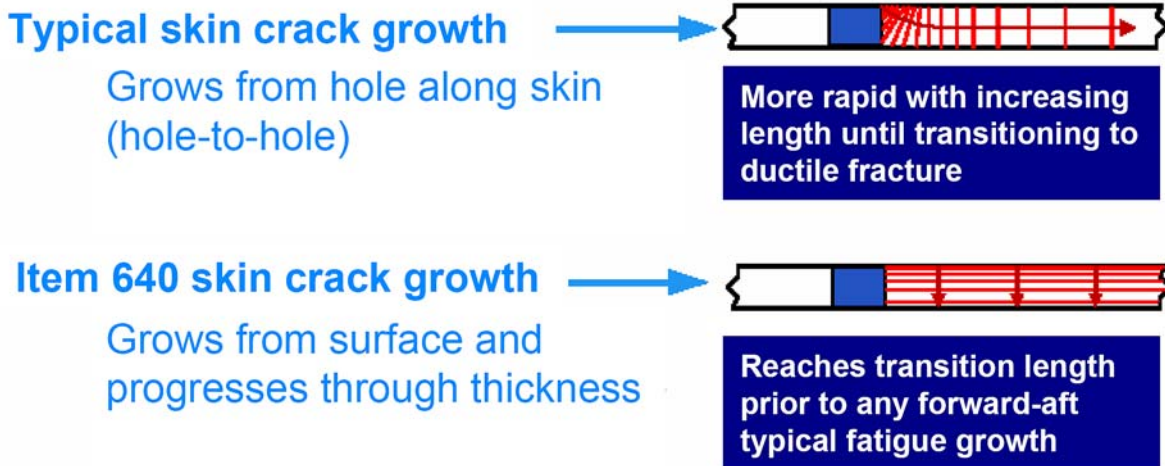 Typical skin crack growth
Grows from hole along skin
(hole-to-hole)
More rapid with increasing
length until transitioning to
ductile fracture
Item 640 skin crack growth
Grows from surface and
progresses through thickness
Reaches transition length
prior to any forward-aft
typical fatigue growth